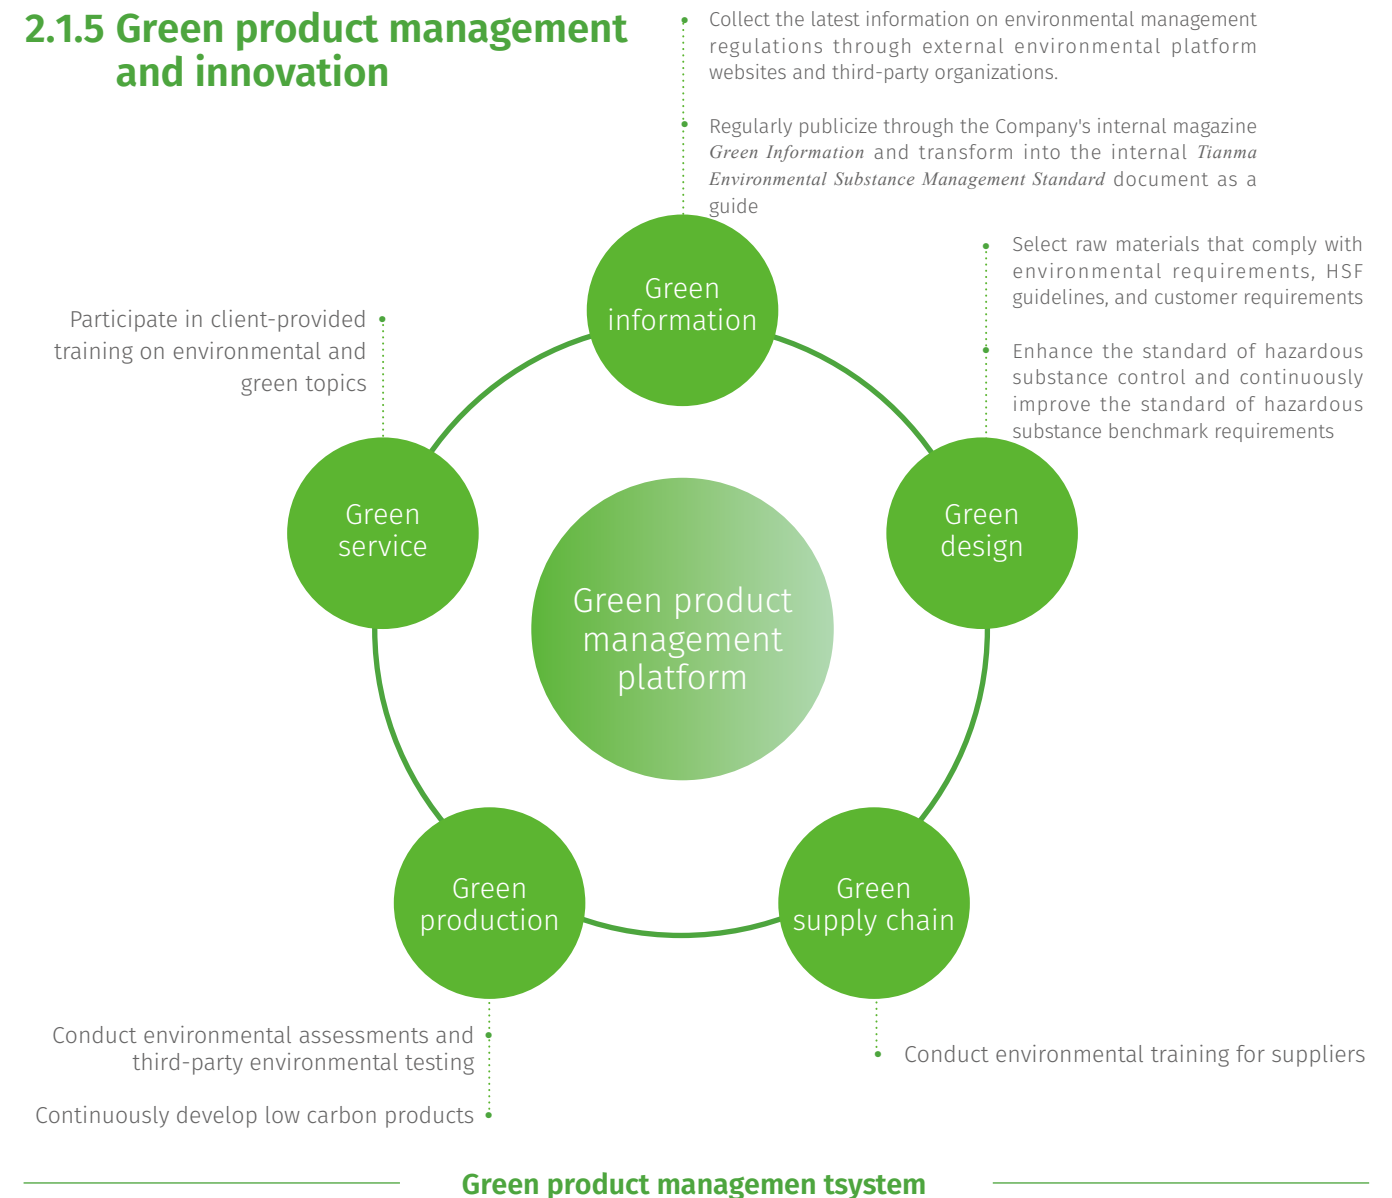 2.1.5 Green product management
and innovation
Collect the latest information on environmental management
regulations through external environmental platform
websites and third-party organizations.
Regularly publicize through the Company's internal magazine
Green Information and transform into the internal Tianma
Environmental Substance Management Standard document as a
guide
Select raw materials that comply with
environmental requirements, HSF
guidelines, and customer requirements
Enhance the standard of hazardous
substance control and continuously
improve the standard of hazardous
substance benchmark requirements
Participate in client-provided
training on environmental and
green topics
Green
information
Green
service
Green
design
Green product
management
platform
Green
production
Green
supply chain
Conduct environmental assessments and
third-party environmental testing
Continuously develop low carbon products
Conduct environmental training for suppliers
Green product managemen tsystem